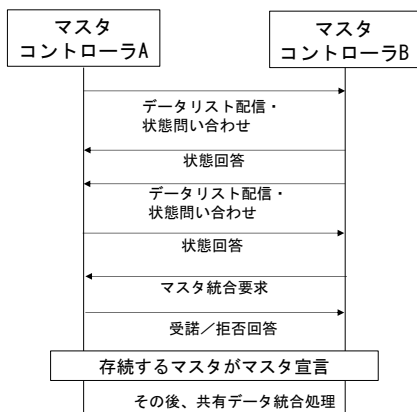 マスタ
コントローラA
マスタ
コントローラB
データリスト配信・
状態問い合わせ
状態回答
データリスト配信・
状態問い合わせ
状態回答
マスタ統合要求
受諾／拒否回答
存続するマスタがマスタ宣言
その後、共有データ統合処理